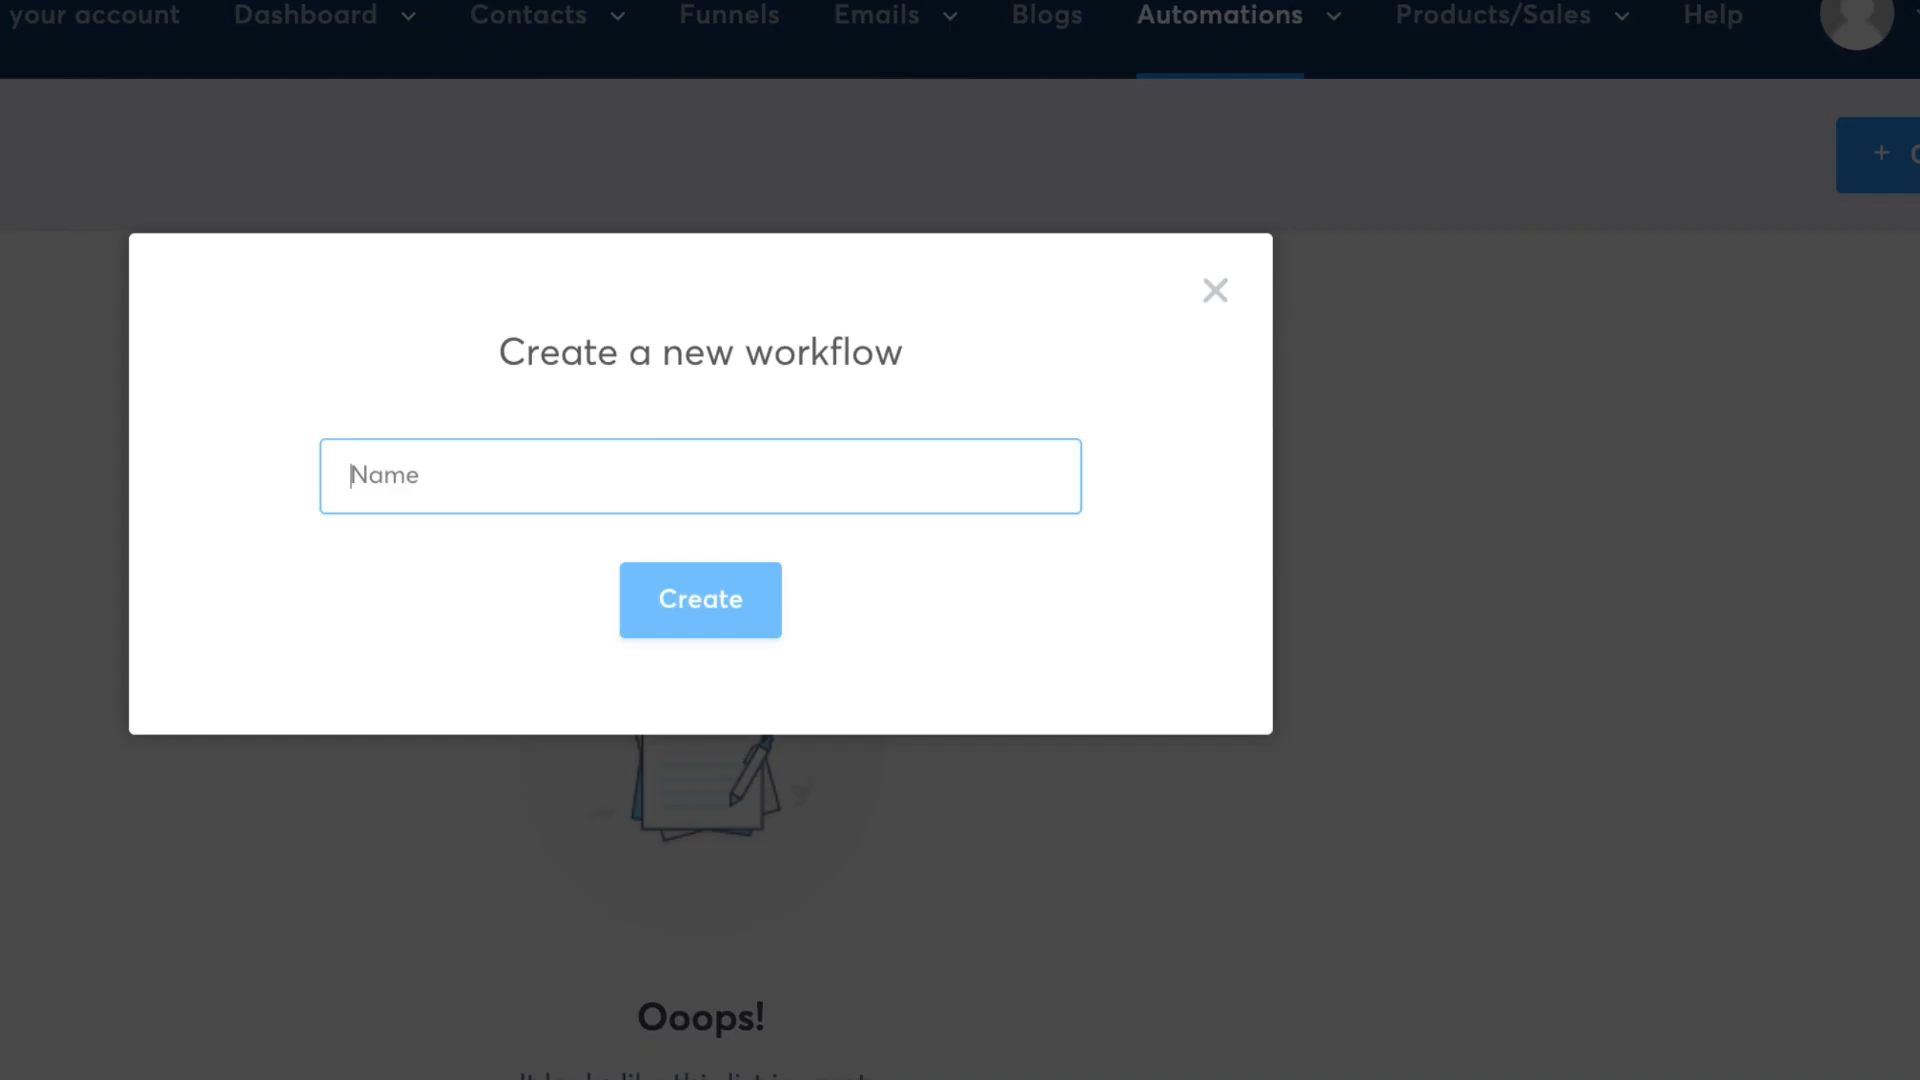 your account Dashboard Contacts Funnels Emails Blogs Automations Products/Sales Help
+
Create a new workflow
Name
Create
Ooops!